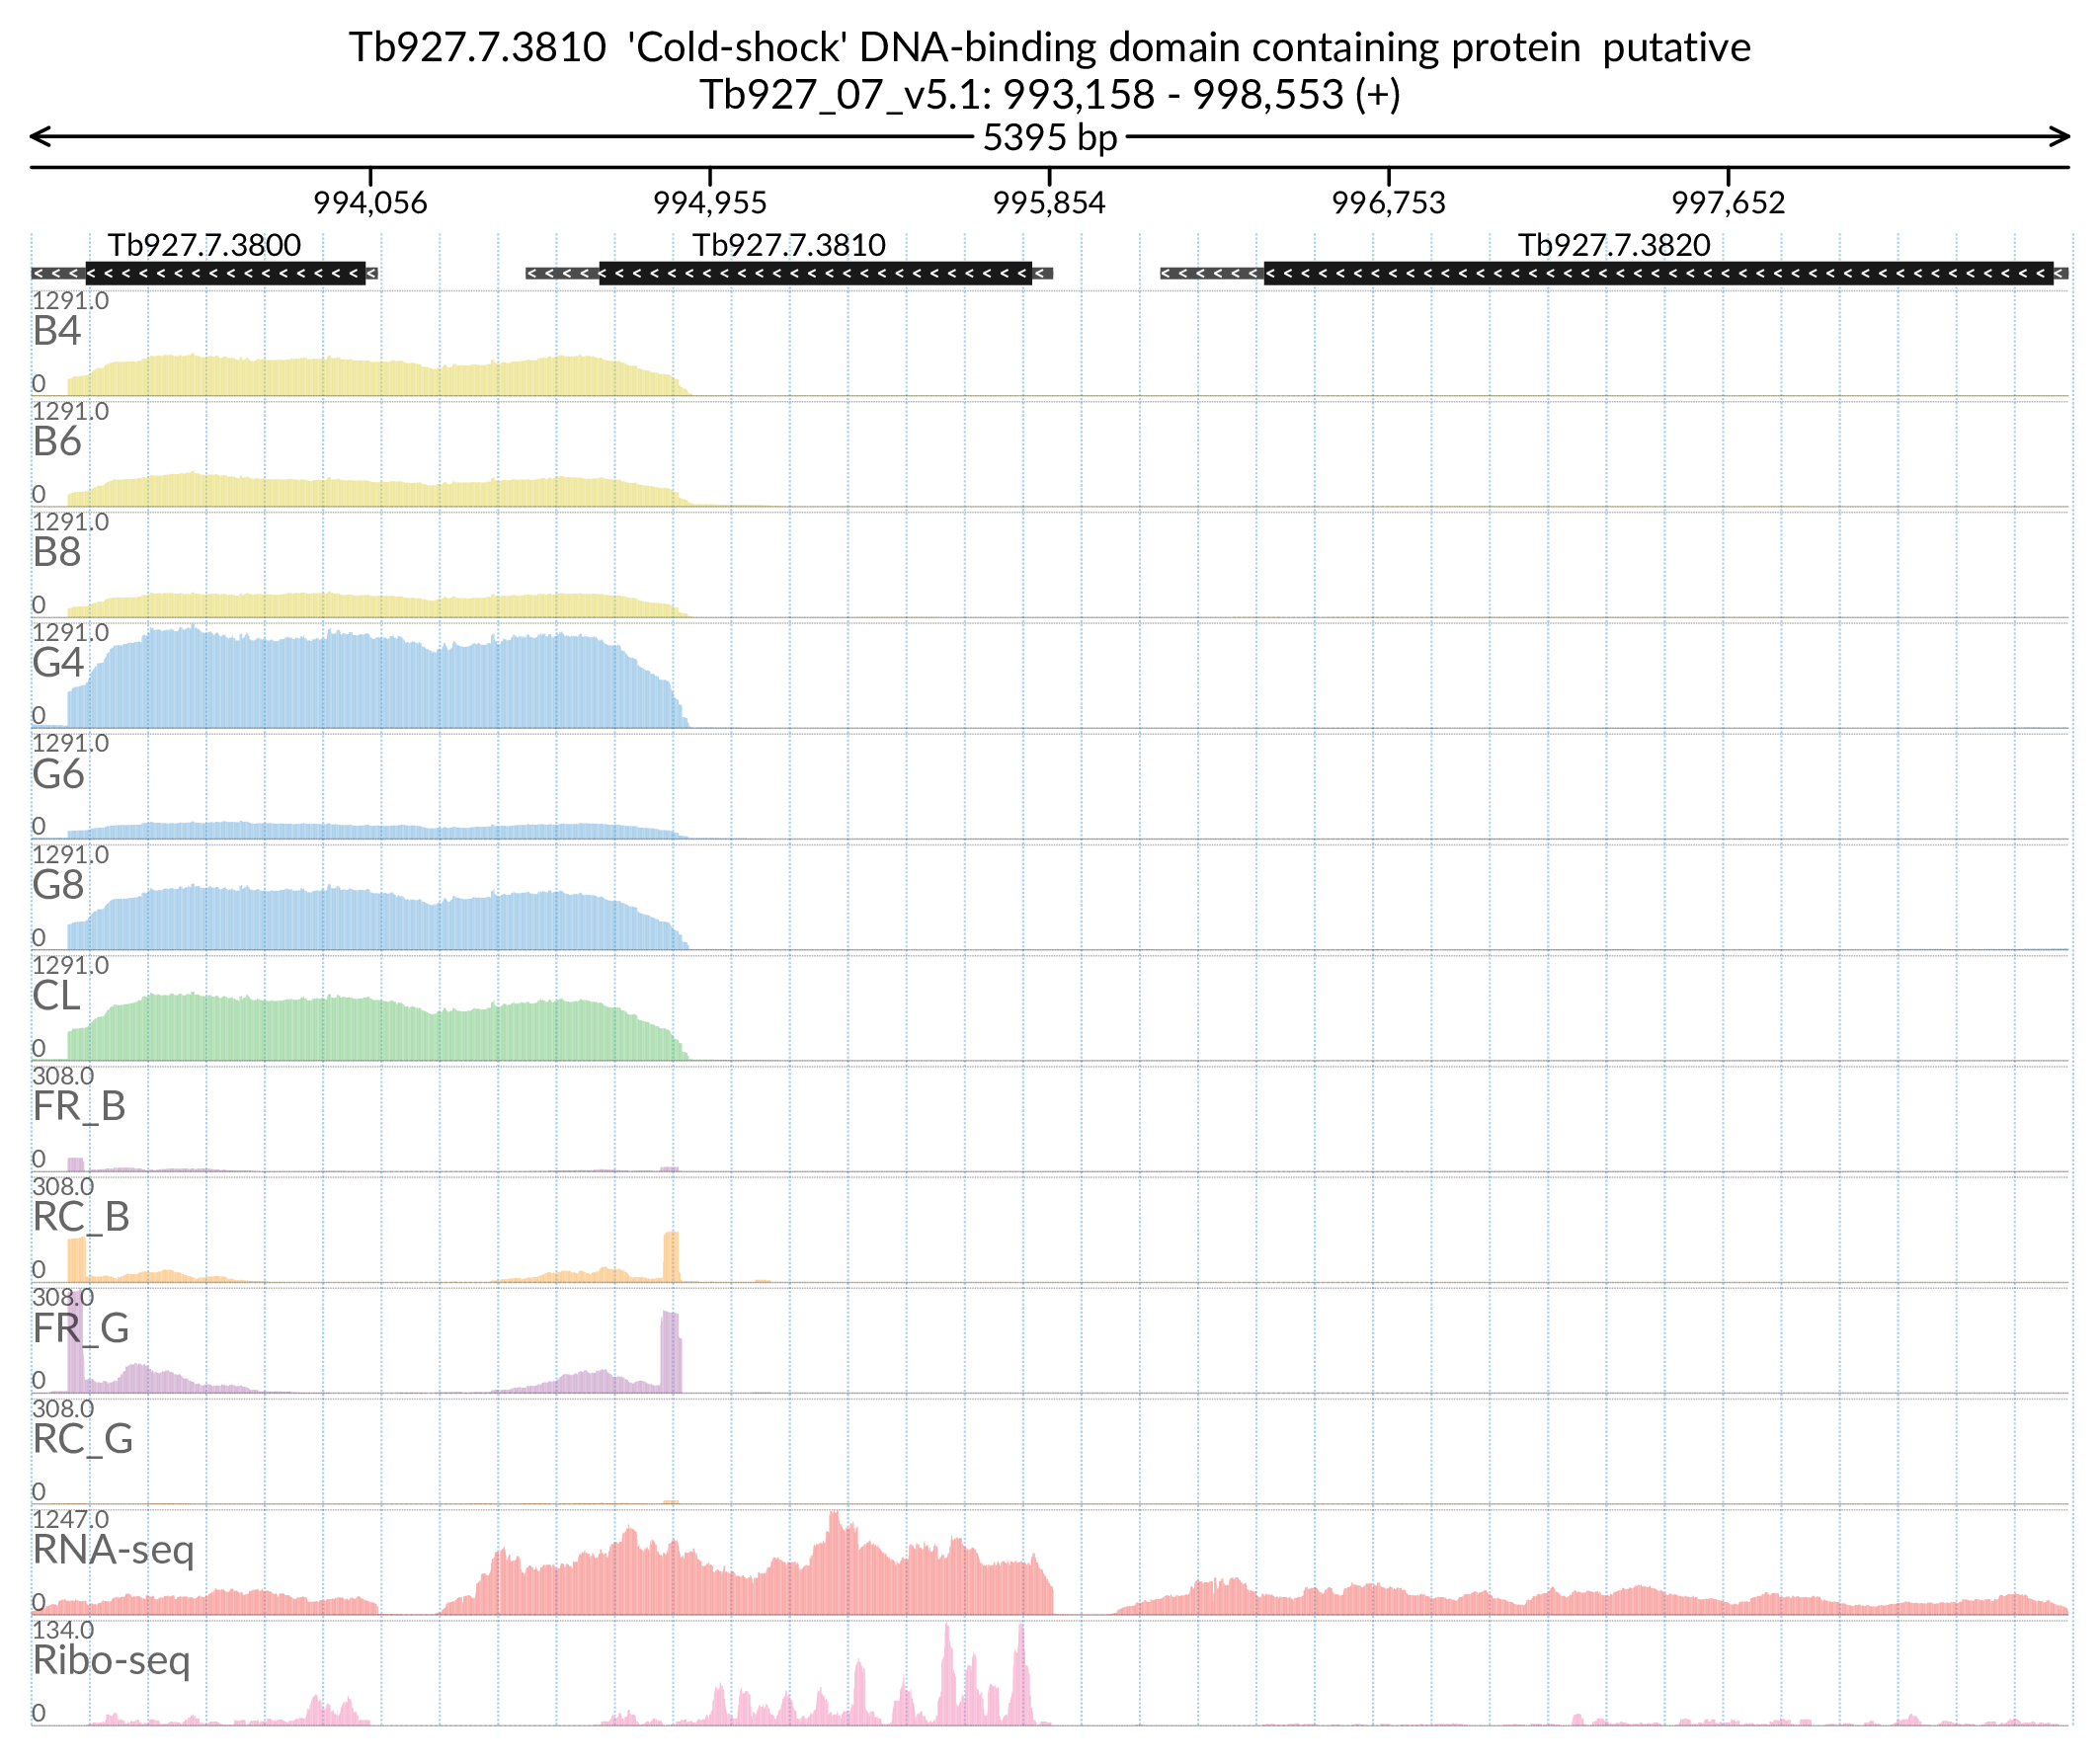 Tb927.7.3810  'Cold-shock' DNA-binding domain containing protein  putative
Tb927_07_v5.1: 993,158 - 998,553 (+)
5395 bp
994,056 994,955 995,854 996,753 997,652
Tb927.7.3800 Tb927.7.3810 Tb927.7.3820
1291.0
B4
0
1291.0
B6
0
1291.0
B8
0
1291.0
G4
0
1291.0
G6
0
1291.0
G8
0
1291.0
CL
0
308.0
FR_B
0
308.0
RC_B
0
308.0
FR_G
0
308.0
RC_G
0
1247.0
RNA-seq
0
134.0
Ribo-seq
0